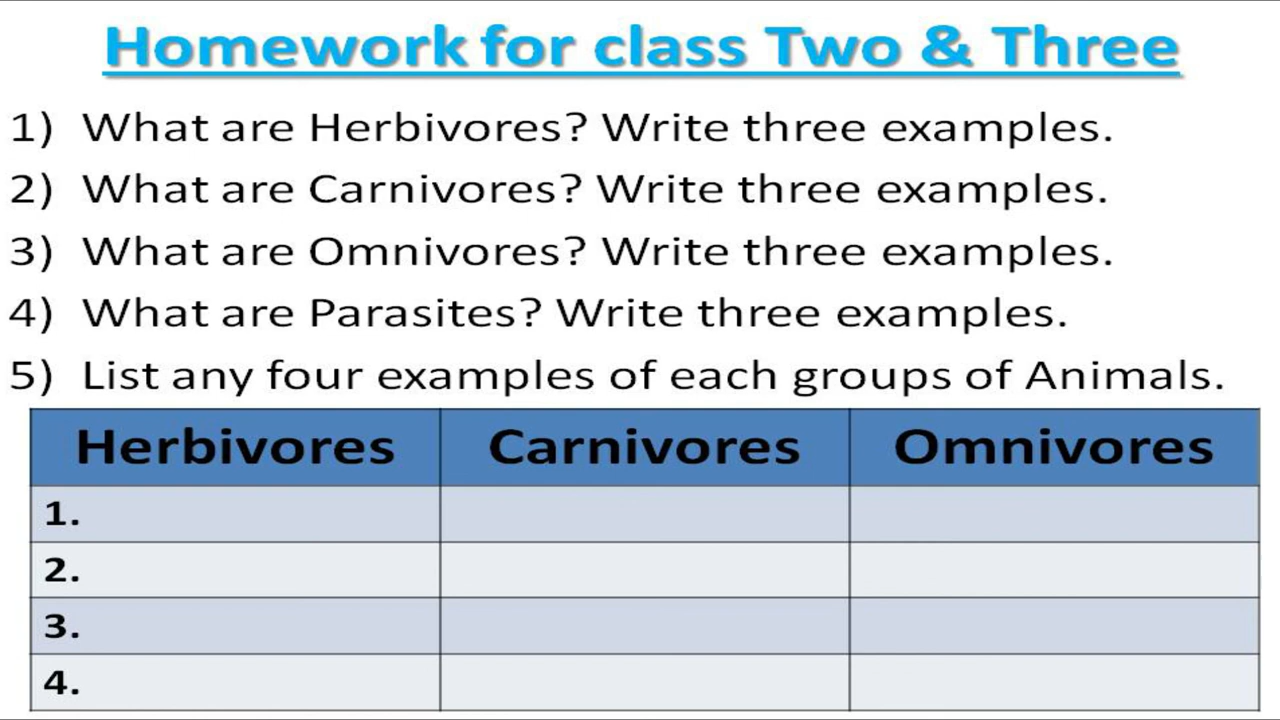 Homework for class Two & Three
1) What are Herbivores? Write three examples.
2) What are Carnivores? Write three examples.
3) What are Omnivores? Write three examples.
4) What are Parasites? Write three examples.
5) List any four examples of each groups of Animals.
Herbivores Carnivores Omnivores
1.
2.
3.
4.